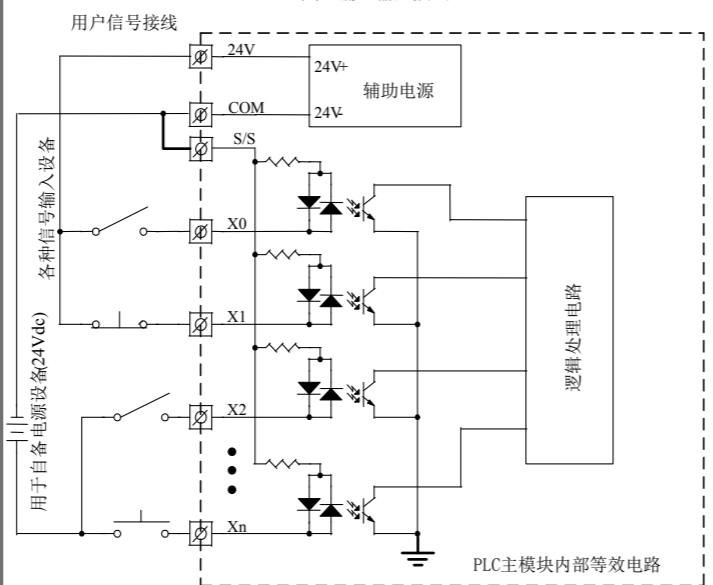 用户信号接线
24V
24V+
辅助电源
COM
24V-
S/S
各种信号输入设备
X0
X1
逻辑处理电路
用于自备电源设备(24Vdc)
X2
Xn
PLC主模块内部等效电路